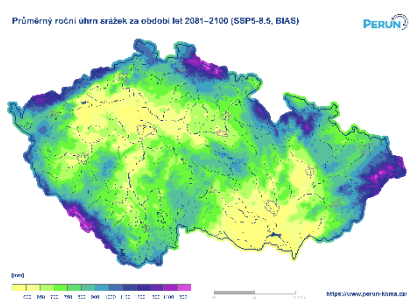 Průměrný roční úhrn srážek za období let 2081–2100 (SSP5-8.5, BIAS)
PERUN
[mm]
https://www.perun-klima.cz